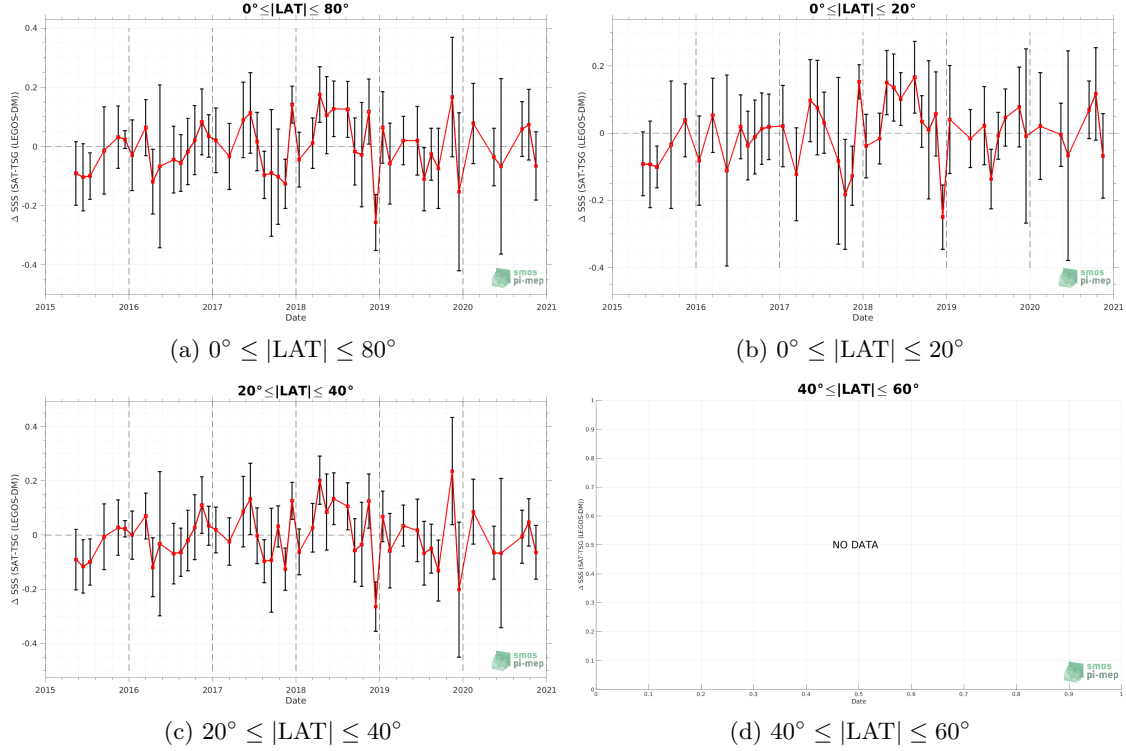 0°≤|LAT|≤ 80°
Δ SSS (SAT-TSG (LEGOS-DM))
0.4
0.2
0
-0.2
-0.4
2015 2016 2017 2018 2019 2020 2021
Date
smos
pi-mep
(a) 0° ≤ |LAT| ≤ 80°
0°≤|LAT|≤ 20°
Δ SSS (SAT-TSG (LEGOS-DM))
0.2
0
-0.2
-0.4
2015 2016 2017 2018 2019 2020 2021
Date
smos
pi-mep
(b) 0° ≤ |LAT| ≤ 20°
20°≤|LAT|≤ 40°
Δ SSS (SAT-TSG (LEGOS-DM))
0.4
0.2
0
-0.2
-0.4
2015 2016 2017 2018 2019 2020 2021
Date
smos
pi-mep
(c) 20° ≤ |LAT| ≤ 40°
40°≤|LAT|≤ 60°
Δ SSS (SAT-TSG (LEGOS-DM))
1
0.9
0.8
0.7
0.6
0.5
0.4
0.3
0.2
0.1
0
NO DATA
0 0.1 0.2 0.3 0.4 0.5 0.6 0.7 0.8 0.9 1
Date
smos
pi-mep
(d) 40° ≤ |LAT| ≤ 60°